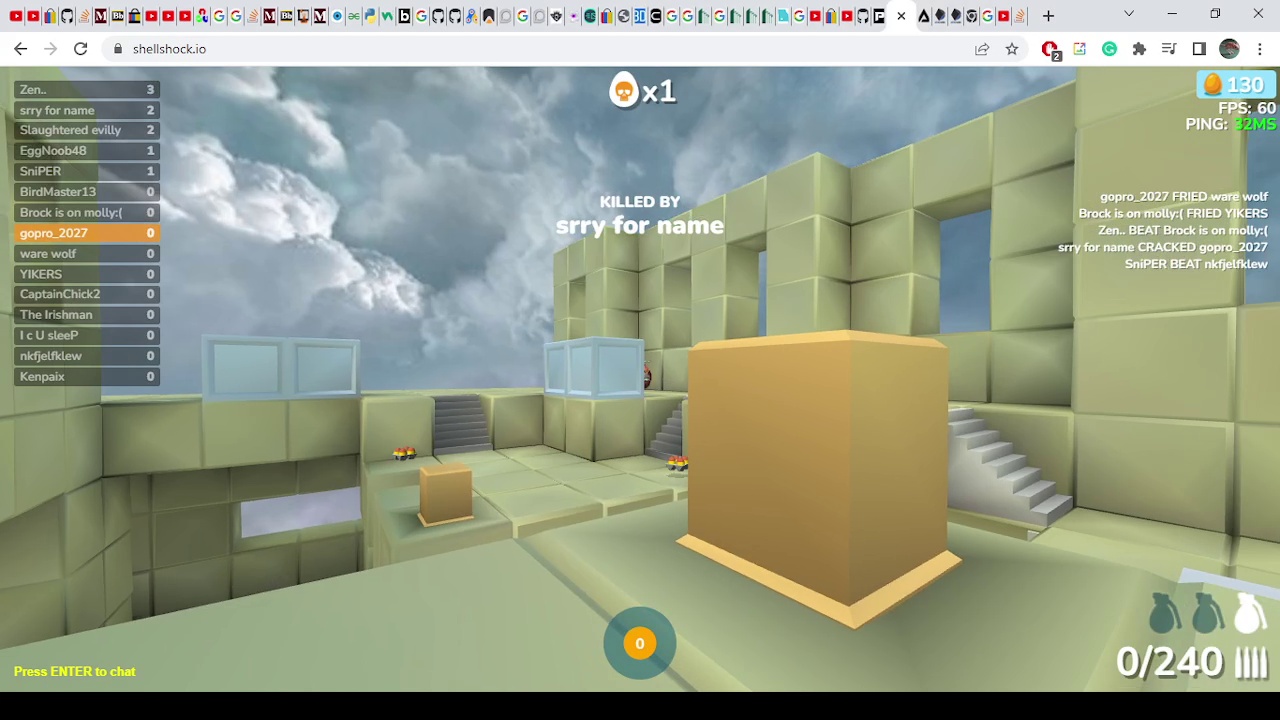 shellshock.io
2
Zen.. 3
srry for name 2
Slaughtered evilly 2
EggNoob48 1
SniPER 1
BirdMaster13 0
Brock is on molly:( 0
gopro_2027 0
ware wolf 0
YIKERS 0
CaptainChick2 0
The Irishman 0
I c U sleeP 0
nkfjelfklew 0
Kenpaix 0
x1
KILLED BY
srry for name
130
FPS: 60
PING: 32MS
gopro_2027 FRIED ware wolf
Brock is on molly:( FRIED YIKERS
Zen.. BEAT Brock is on molly:(
srry for name CRACKED gopro_2027
SniPER BEAT nkfjelfklew
0
0/240
Press ENTER to chat